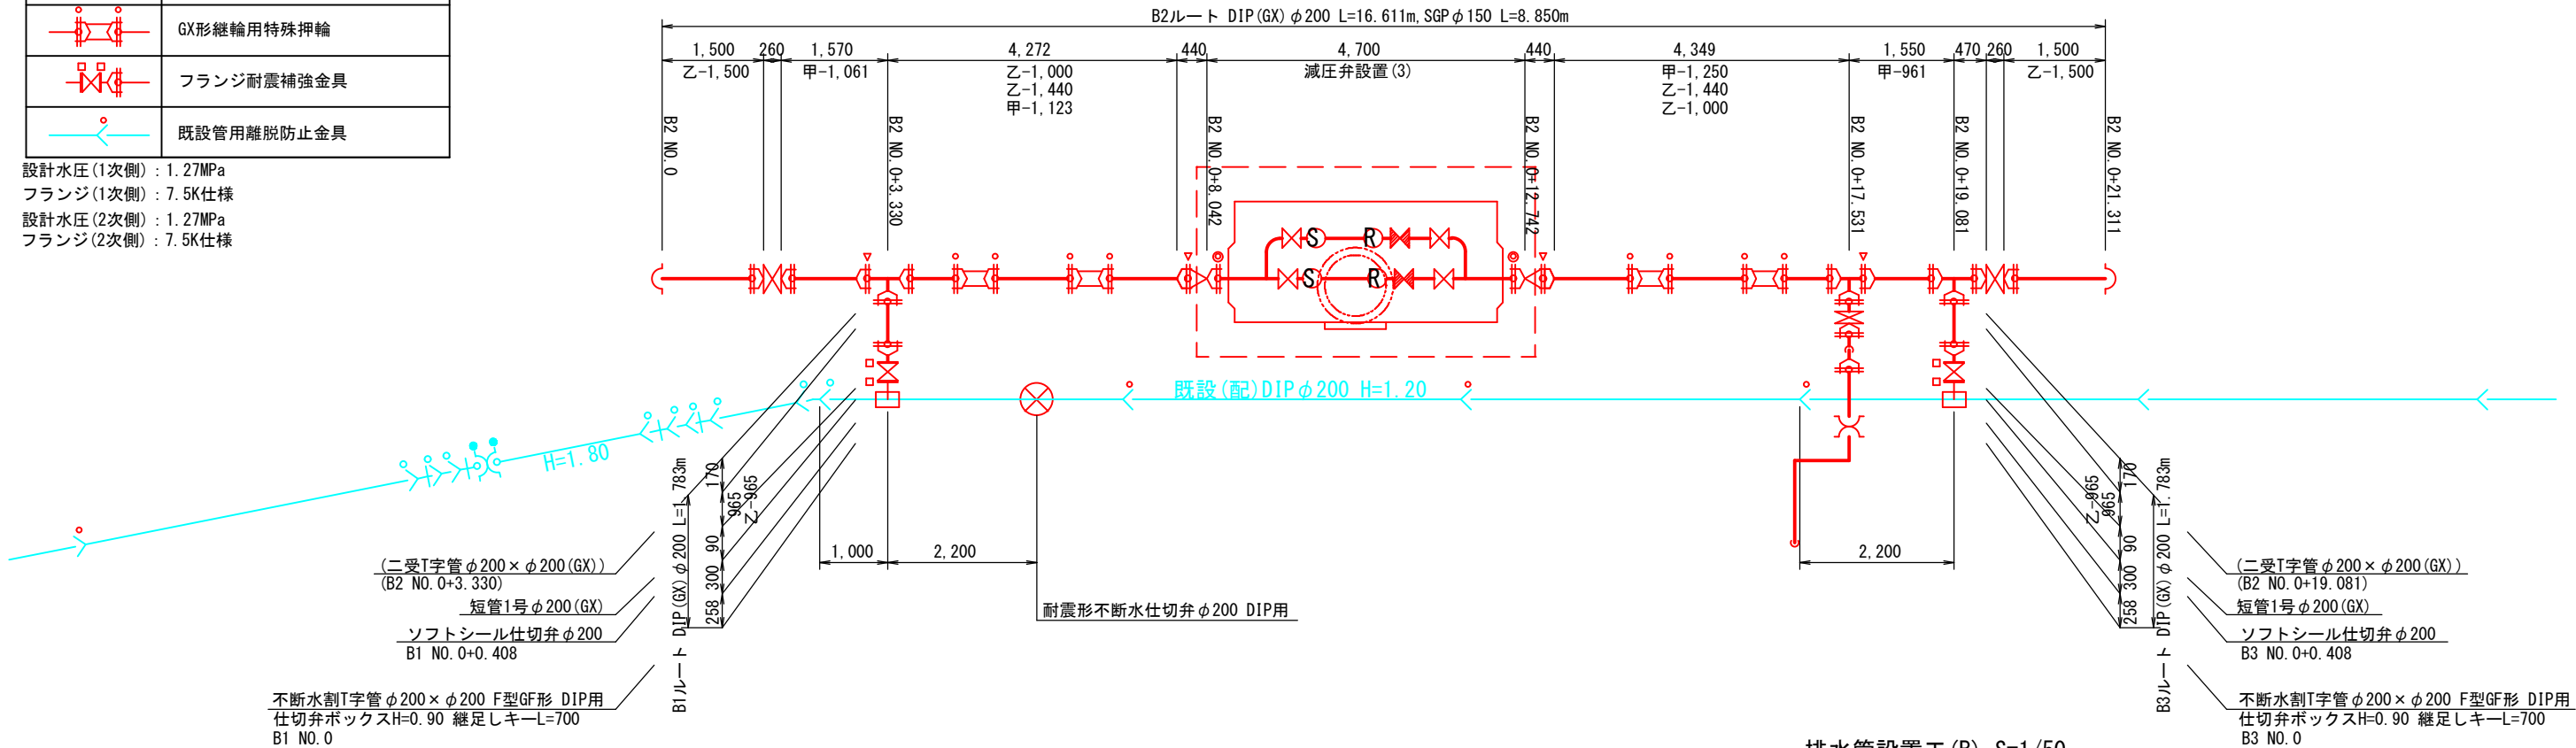 GX形継輪用特殊押輪
フランジ耐震補強金具
既設管用離脱防止金具
設計水圧(1次側) : 1.27MPa
フランジ(1次側) : 7.5K仕様
設計水圧(2次側) : 1.27MPa
フランジ(2次側) : 7.5K仕様
B2ルート DIP(GX)φ200 L=16.611m, SGPφ150 L=8.850m
1,500 260 1,570 4,272 440 4,700 440 4,349 1,550 470 260 1,500
乙-1,500 甲-1,061 乙-1,000 減圧弁設置(3) 甲-1,250 甲-961 乙-1,500
乙-1,440 乙-1,440
甲-1,123 乙-1,000
B2 NO.0
B2 NO.0+3.330
B2 NO.0+8.042
B2 NO.0+12.742
B2 NO.0+17.531
B2 NO.0+19.081
B2 NO.0+21.311
S R
S R
既設(配)DIPφ200 H=1.20
H=1.80
B1ルート DIP(GX)φ200 L=1.783m
170
965
乙-965
90
300
258
1,000 2,200
耐震形不断水仕切弁φ200 DIP用
(二受T字管φ200×φ200(GX))
(B2 NO.0+3.330)
短管1号φ200(GX)
ソフトシール仕切弁φ200
B1 NO.0+0.408
不断水割T字管φ200×φ200 F型GF形 DIP用
仕切弁ボックスH=0.90 継足しキーL=700
B1 NO.0
2,200
乙-965
965
170
90
300
258
B3ルート DIP(GX)φ200 L=1.783m
(二受T字管φ200×φ200(GX))
(B2 NO.0+19.081)
短管1号φ200(GX)
ソフトシール仕切弁φ200
B3 NO.0+0.408
不断水割T字管φ200×φ200 F型GF形 DIP用
仕切弁ボックスH=0.90 継足しキーL=700
B3 NO.0
排水管設置工(B) S=1/50